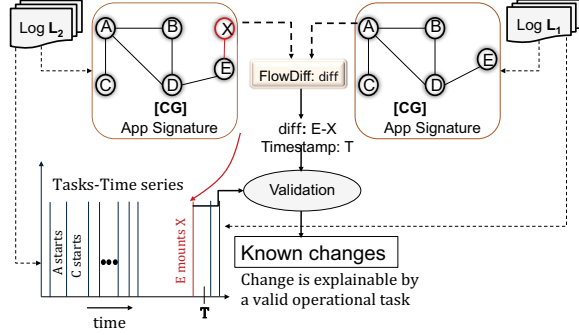 Log L2
A
B
X
C
D
E
[CG]
App Signature
FlowDiff: diff
A
B
C
D
E
[CG]
App Signature
Log L1
diff: E-X
Timestamp: T
Tasks-Time series
A starts
C starts
E mounts X
T
time
Validation
Known changes
Change is explainable by
a valid operational task